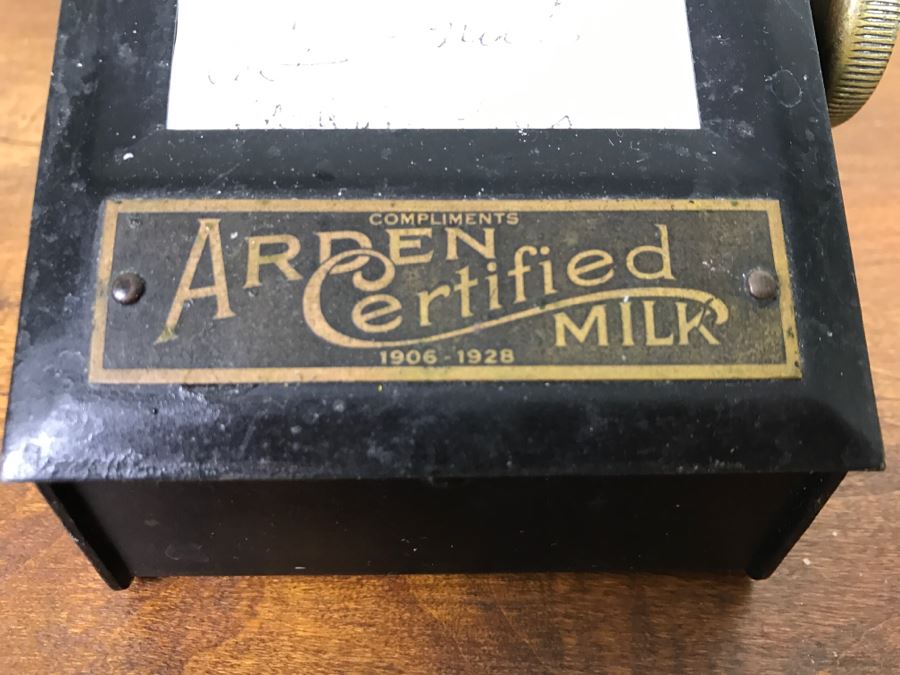 COMPLIMENTS
ARDEN
Certified
MILK
1906 - 1928